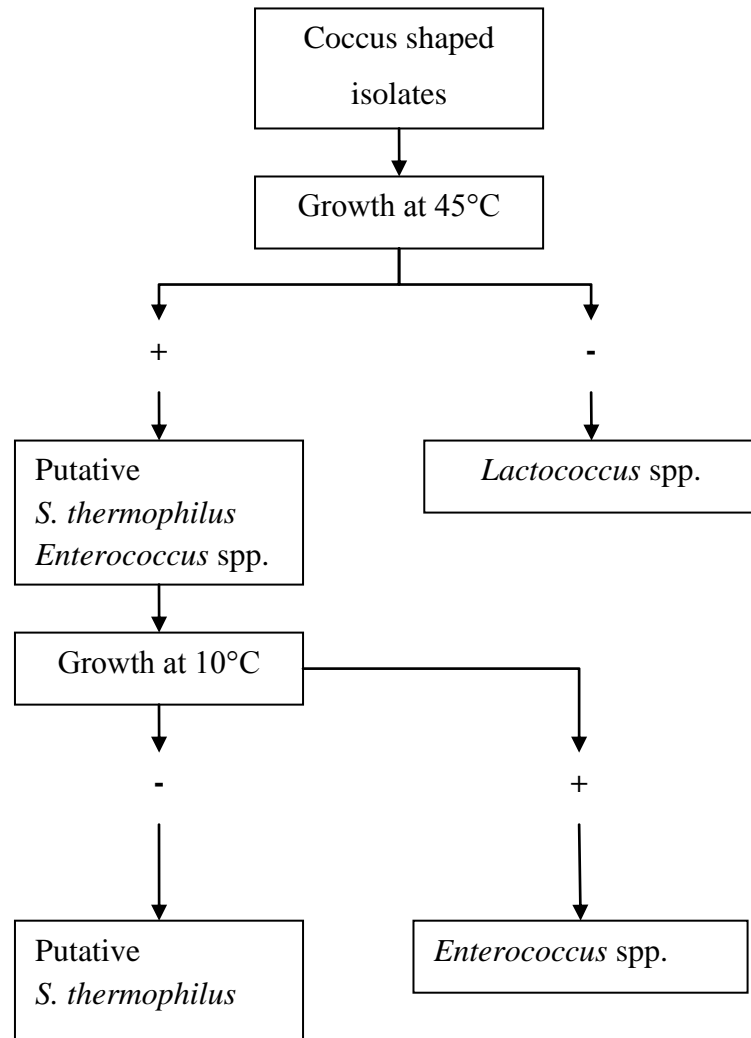 Coccus shaped
isolates
Growth at 45°C
+
-
Putative
S. thermophilus
Enterococcus spp.
Lactococcus spp.
Growth at 10°C
-
+
Putative
S. thermophilus
Enterococcus spp.